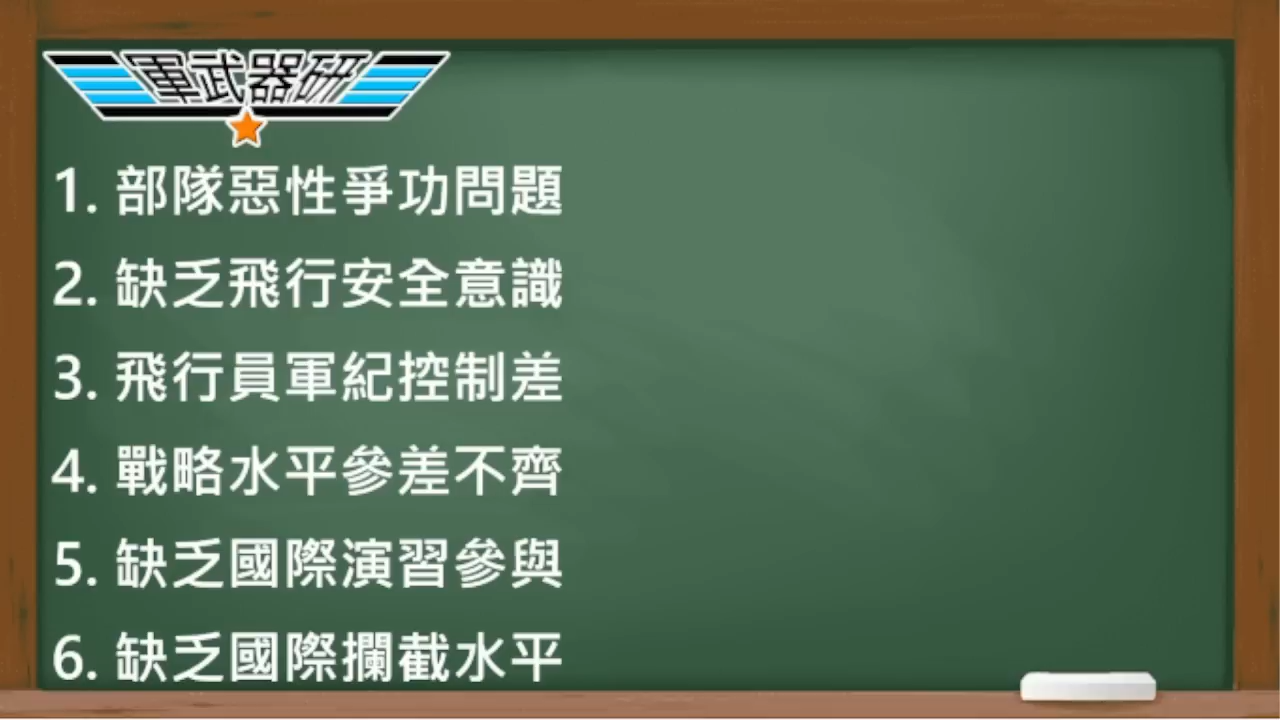 軍武器研
1. 部隊惡性爭功問題
2. 缺乏飛行安全意識
3. 飛行員軍紀控制差
4. 戰略水平參差不齊
5. 缺乏國際演習參與
6. 缺乏國際攔截水平